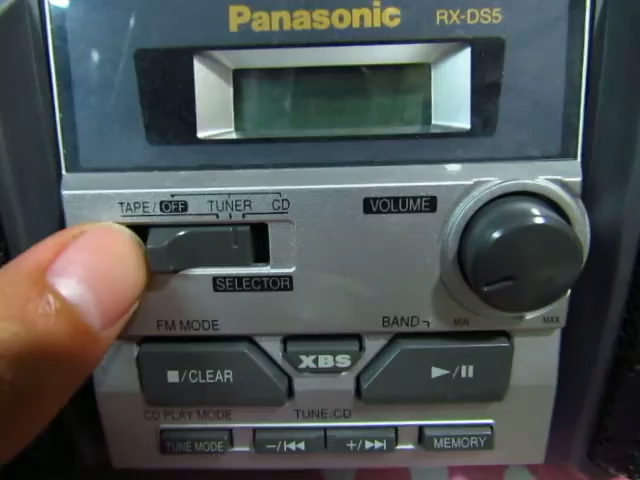 Panasonic RX-DS5
TAPE/OFF TUNER CD VOLUME
SELECTOR
FM MODE BAND MIN MAX
■/CLEAR XBS ▶/⏸
CD PLAY MODE TUNE/CD
TUNE MODE −/⏮ +/⏭ MEMORY